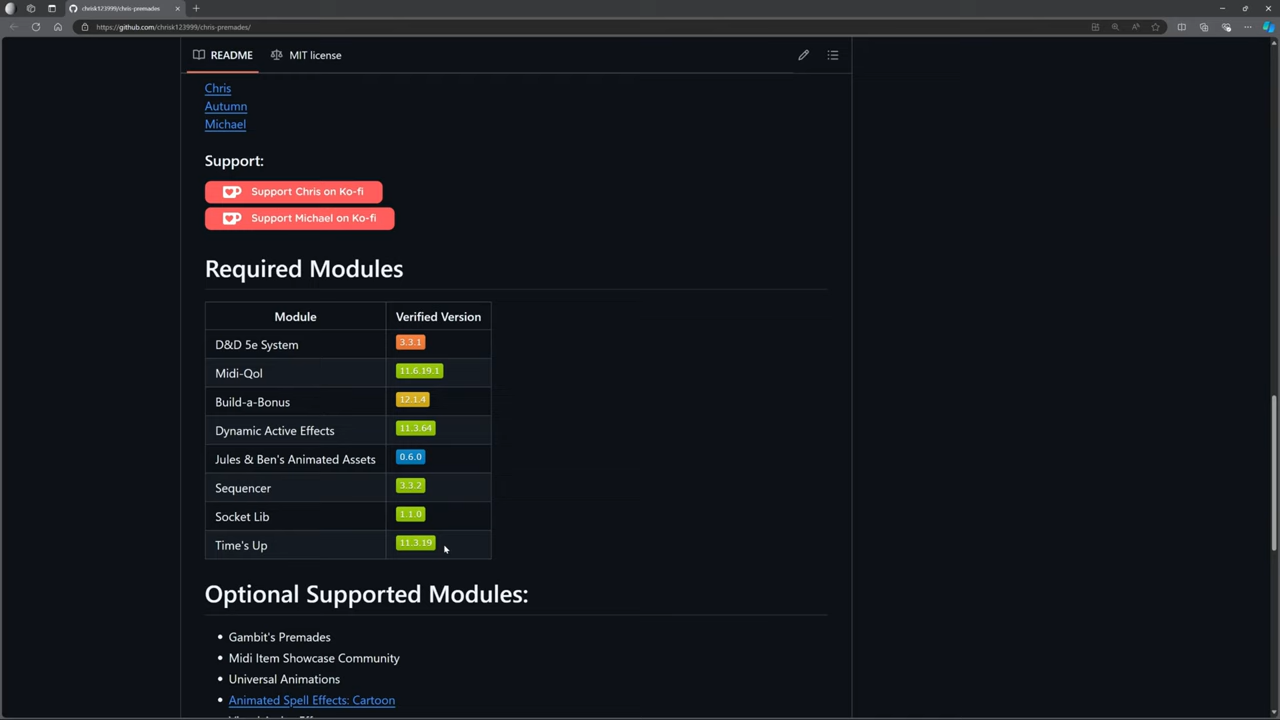 chrisk123999/chris-premades
https://github.com/chrisk123999/chris-premades/
README
MIT license
Chris
Autumn
Michael
Support:
Support Chris on Ko-fi
Support Michael on Ko-fi
Required Modules
Module Verified Version
D&D 5e System 3.3.1
Midi-Qol 11.6.19.1
Build-a-Bonus 12.1.4
Dynamic Active Effects 11.3.64
Jules & Ben's Animated Assets 0.6.0
Sequencer 3.3.2
Socket Lib 1.1.0
Time's Up 11.3.19
Optional Supported Modules:
Gambit's Premades
Midi Item Showcase Community
Universal Animations
Animated Spell Effects: Cartoon